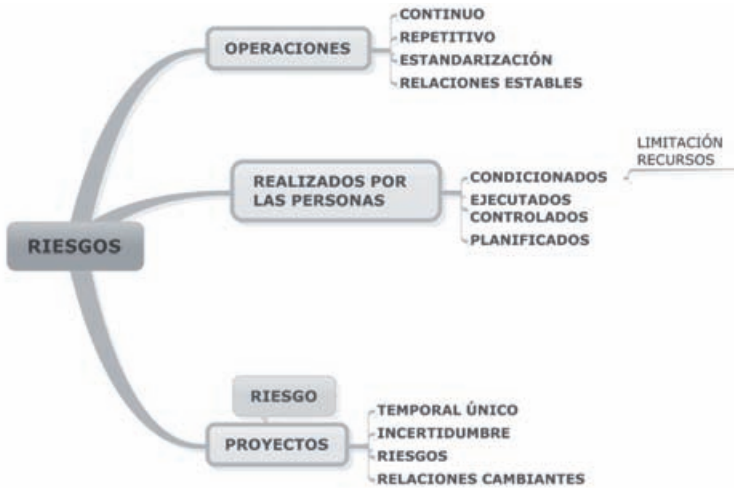 CONTINUO
REPETITIVO
ESTANDARIZACIÓN
RELACIONES ESTABLES
OPERACIONES
LIMITACIÓN
RECURSOS
REALIZADOS POR
LAS PERSONAS
CONDICIONADOS
EJECUTADOS
CONTROLADOS
PLANIFICADOS
RIESGOS
RIESGO
PROYECTOS
TEMPORAL ÚNICO
INCERTIDUMBRE
RIESGOS
RELACIONES CAMBIANTES